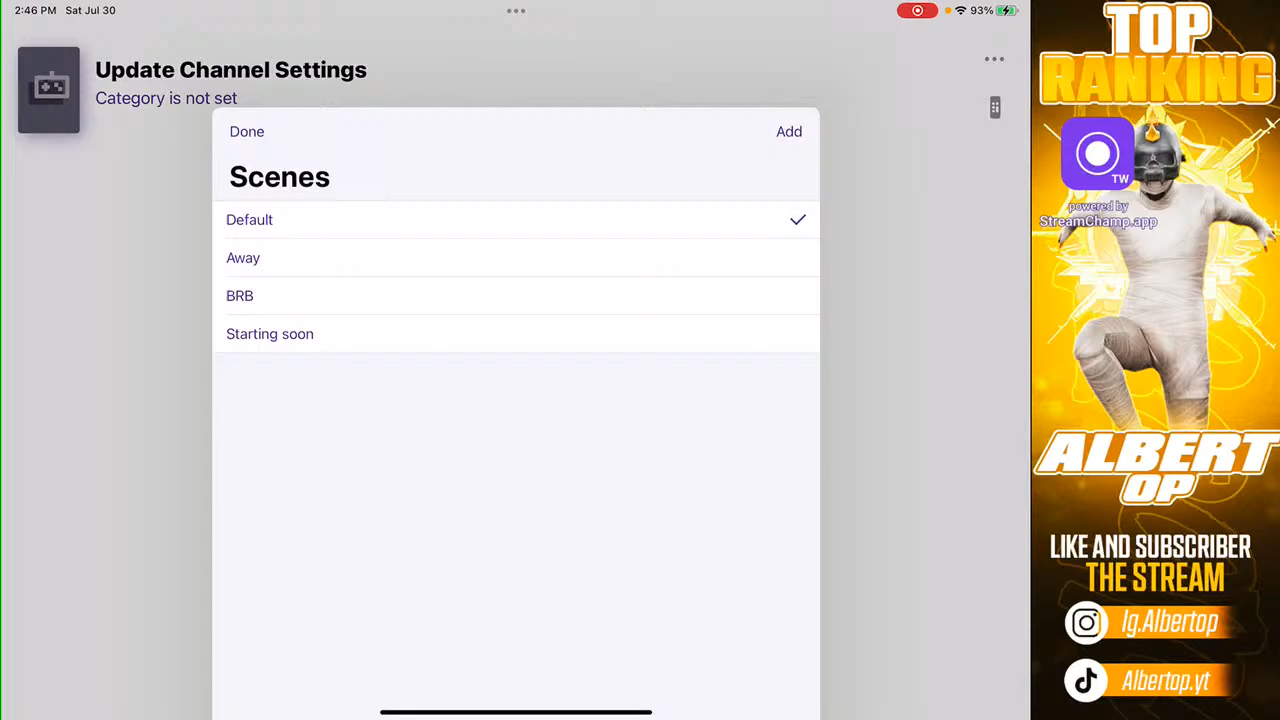 2:46 PM Sat Jul 30
93%
Update Channel Settings
Category is not set
Done
Add
Scenes
Default
Away
BRB
Starting soon
TOP
RANKING
TW
powered by
StreamChamp.app
ALBERT
OP
LIKE AND SUBSCRIBER
THE STREAM
Ig.Albertop
Albertop.yt